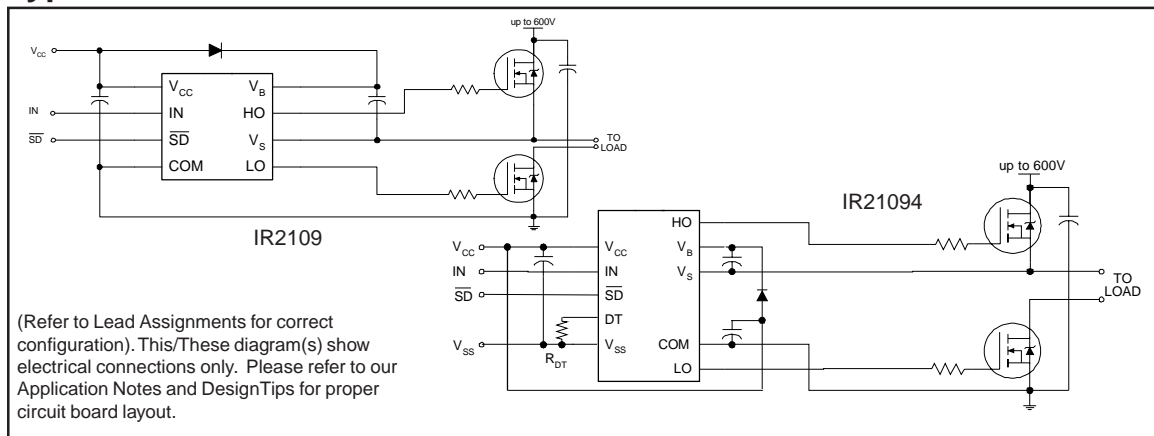 up to 600V
VCC
IN
SD
VCC
IN
SD
COM
VB
HO
VS
LO
TO
LOAD
IR2109
up to 600V
IR21094
VCC
IN
SD
VSS
RDT
VCC
IN
SD
DT
VSS
HO
VB
VS
COM
LO
TO
LOAD
(Refer to Lead Assignments for correct
configuration). This/These diagram(s) show
electrical connections only.  Please refer to our
Application Notes and DesignTips for proper
circuit board layout.